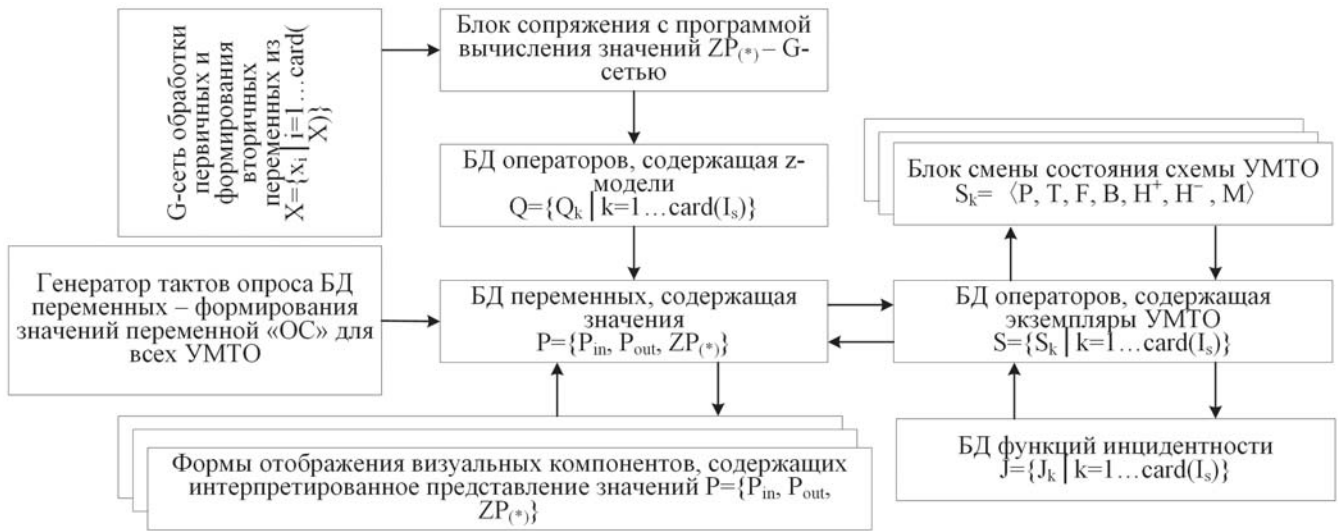 G-сеть обработки
первичных и
формирования
вторичных
переменных из
X={xᵢ | i=1…card(
X)}
Блок сопряжения с программой
вычисления значений ZP₍*₎ – G-
сетью
БД операторов, содержащая z-
модели
Q={Qₖ | k=1…card(Iₛ)}
Блок смены состояния схемы УМТО
Sₖ= ⟨P, T, F, B, H⁺, H⁻, M⟩
Генератор тактов опроса БД
переменных – формирования
значений переменной «ОС» для
всех УМТО
БД переменных, содержащая
значения
P={Pin, Pout, ZP₍*₎}
БД операторов, содержащая
экземпляры УМТО
S={Sₖ | k=1…card(Iₛ)}
Формы отображения визуальных компонентов, содержащих
интерпретированное представление значений P={Pin, Pout,
ZP₍*₎}
БД функций инцидентности
J={Jₖ | k=1…card(Iₛ)}